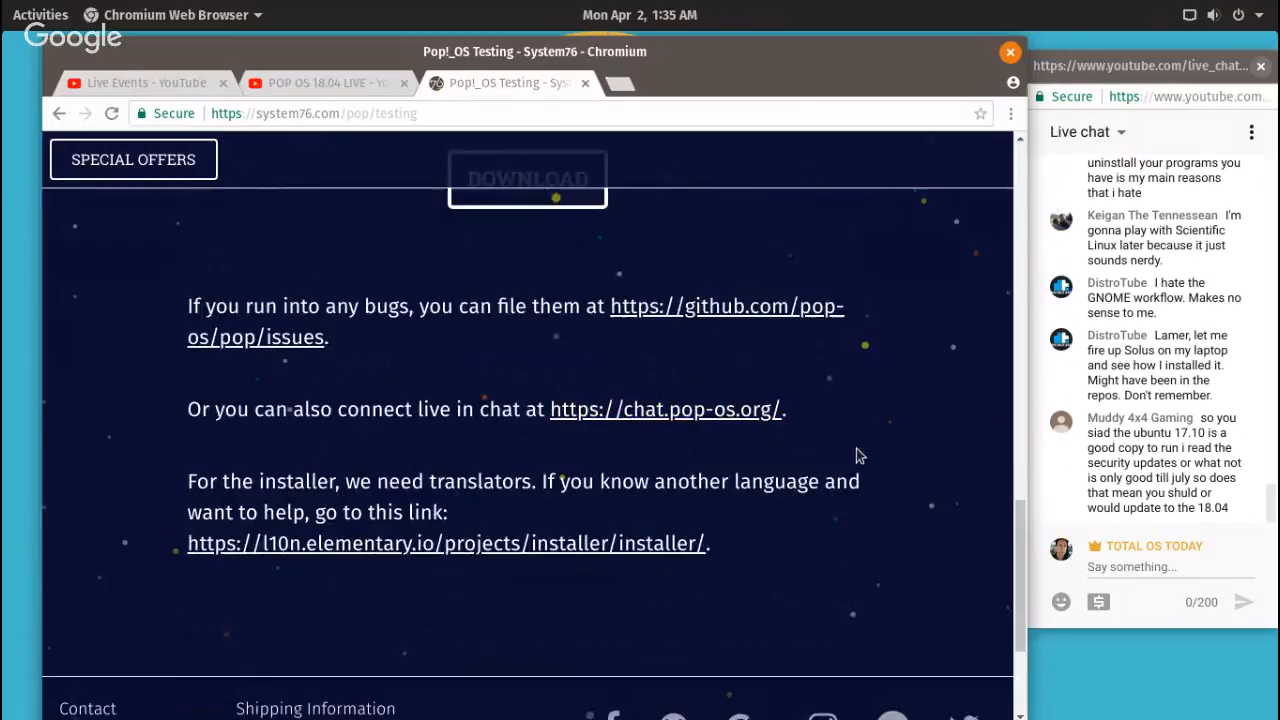 Activities
Chromium Web Browser
Mon Apr 2, 1:35 AM
Google
Pop!_OS Testing - System76 - Chromium
https://www.youtube.com/live_chat...
Live Events - YouTube
POP OS 18.04 LIVE - Yo
Pop!_OS Testing - Sys
Secure
https://system76.com/pop/testing
Secure
https://www.youtube.com...
SPECIAL OFFERS
DOWNLOAD
If you run into any bugs, you can file them at https://github.com/pop-
os/pop/issues.
Or you can also connect live in chat at https://chat.pop-os.org/.
For the installer, we need translators. If you know another language and
want to help, go to this link:
https://l10n.elementary.io/projects/installer/installer/.
Contact
Shipping Information
Live chat
uninstlall your programs you
have is my main reasons
that i hate
Keigan The Tennessean I'm
gonna play with Scientific
Linux later because it just
sounds nerdy.
DistroTube I hate the
GNOME workflow. Makes no
sense to me.
DistroTube Lamer, let me
fire up Solus on my laptop
and see how I installed it.
Might have been in the
repos. Don't remember.
Muddy 4x4 Gaming so you
siad the ubuntu 17.10 is a
good copy to run i read the
security updates or what not
is only good till july so does
that mean you shuld or
would update to the 18.04
TOTAL OS TODAY
Say something...
0/200